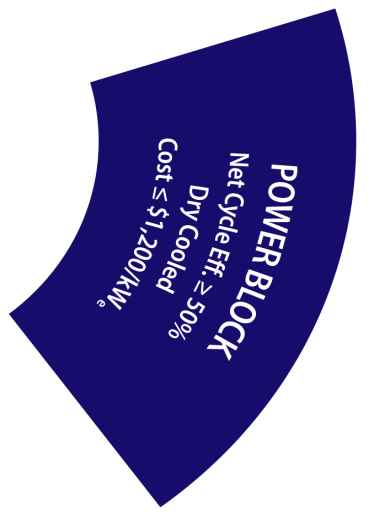 POWER BLOCK
Net Cycle Eff. ≥ 50%
Dry Cooled
Cost ≤ $1,200/kWₑ